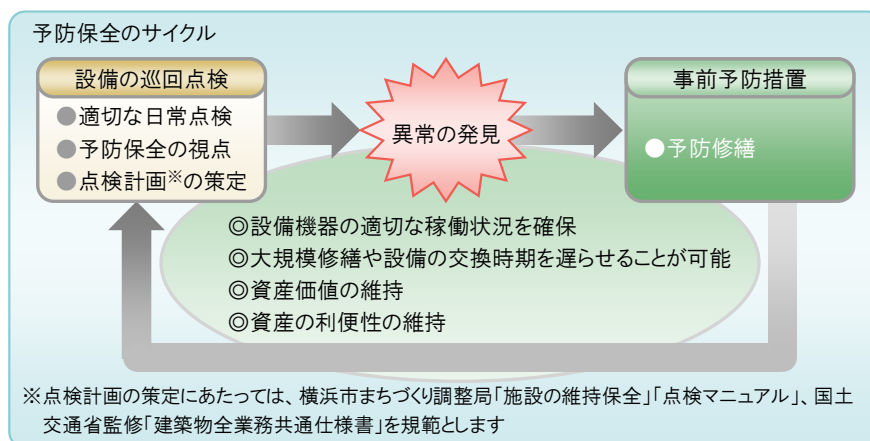 予防保全のサイクル
設備の巡回点検
●適切な日常点検
●予防保全の視点
●点検計画※の策定
異常の発見
事前予防措置
●予防修繕
◎設備機器の適切な稼働状況を確保
◎大規模修繕や設備の交換時期を遅らせることが可能
◎資産価値の維持
◎資産の利便性の維持
※点検計画の策定にあたっては、横浜市まちづくり調整局「施設の維持保全」「点検マニュアル」、国土
交通省監修「建築物全業務共通仕様書」を規範とします